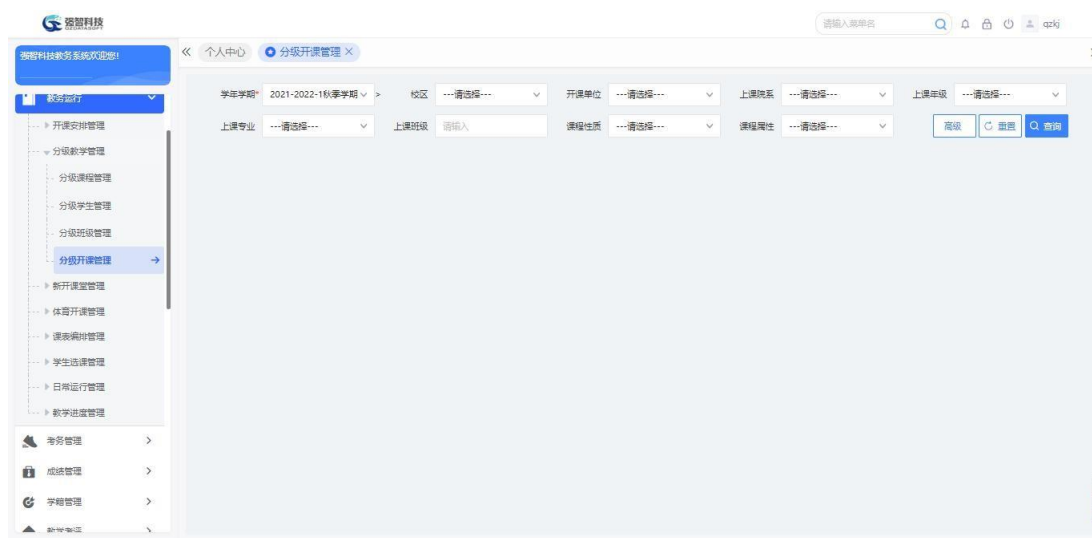 强智科技
QZDATASOFT
请输入菜单名
qzkj
强智科技教务系统欢迎您!
个人中心
分级开课管理
教务运行
开课安排管理
分级教学管理
分级课程管理
分级学生管理
分级班级管理
分级开课管理
新开课堂管理
体育开课管理
课表编排管理
学生选课管理
日常运行管理
教学进度管理
考务管理
成绩管理
学籍管理
教学考评
学年学期* 2021-2022-1秋季学期 > 校区 ---请选择--- 开课单位 ---请选择--- 上课院系 ---请选择--- 上课年级 ---请选择---
上课专业 ---请选择--- 上课班级 请输入 课程性质 ---请选择--- 课程属性 ---请选择--- 高级 重置 查询